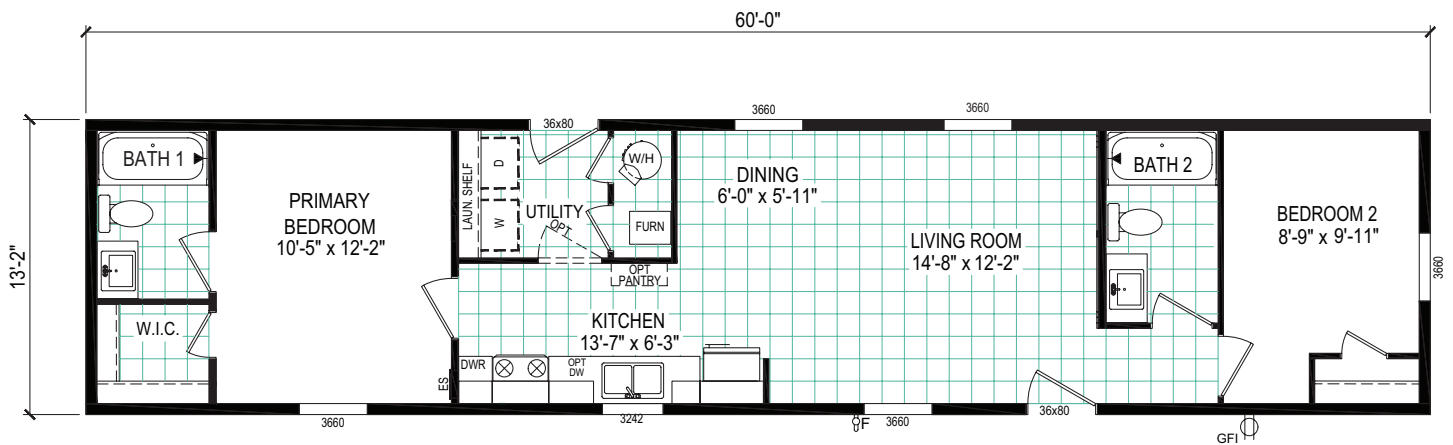 60'-0"
13'-2"
36x80
3660
3660
BATH 1
PRIMARY
BEDROOM
10'-5" x 12'-2"
LAUN. SHELF
D
W
UTILITY
OPT
W/H
FURN
DINING
6'-0" x 5'-11"
LIVING ROOM
14'-8" x 12'-2"
BATH 2
BEDROOM 2
8'-9" x 9'-11"
3660
OPT
PANTRY
W.I.C.
KITCHEN
13'-7" x 6'-3"
ES
DWR
OPT
DW
3660
3242
F
3660
36x80
GFI